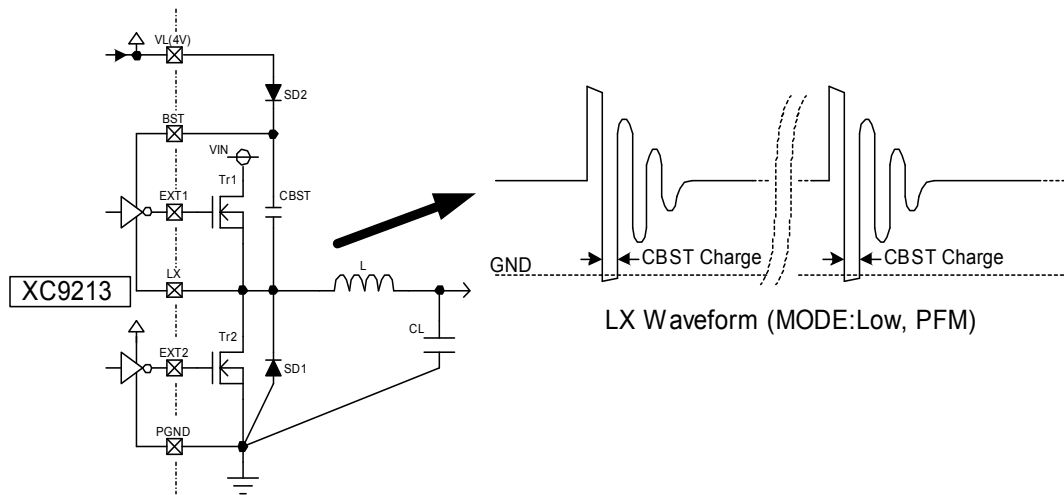 VL(4V)
SD2
BST
VIN
Tr1
EXT1
CBST
LX
L
XC9213
Tr2
CL
EXT2
SD1
PGND
GND
CBST Charge
CBST Charge
LX Waveform (MODE:Low, PFM)